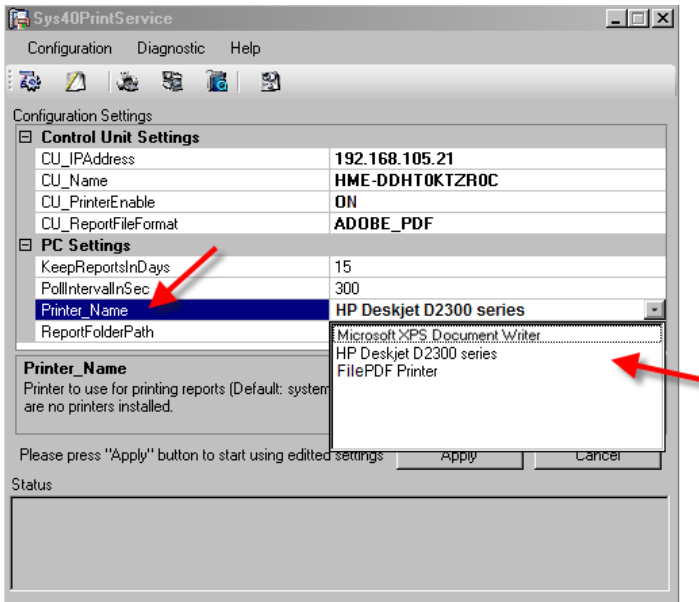 Sys40PrintService
Configuration Diagnostic Help
Configuration Settings
Control Unit Settings
CU_IPAddress 192.168.105.21
CU_Name HME-DDHT0KTZR0C
CU_PrinterEnable ON
CU_ReportFileFormat ADOBE_PDF
PC Settings
KeepReportsInDays 15
PollIntervalInSec 300
Printer_Name HP Deskjet D2300 series
ReportFolderPath
Microsoft XPS Document Writer
HP Deskjet D2300 series
FilePDF Printer
Printer_Name
Printer to use for printing reports (Default: system
are no printers installed.
Please press "Apply" button to start using editted settings Apply Cancel
Status